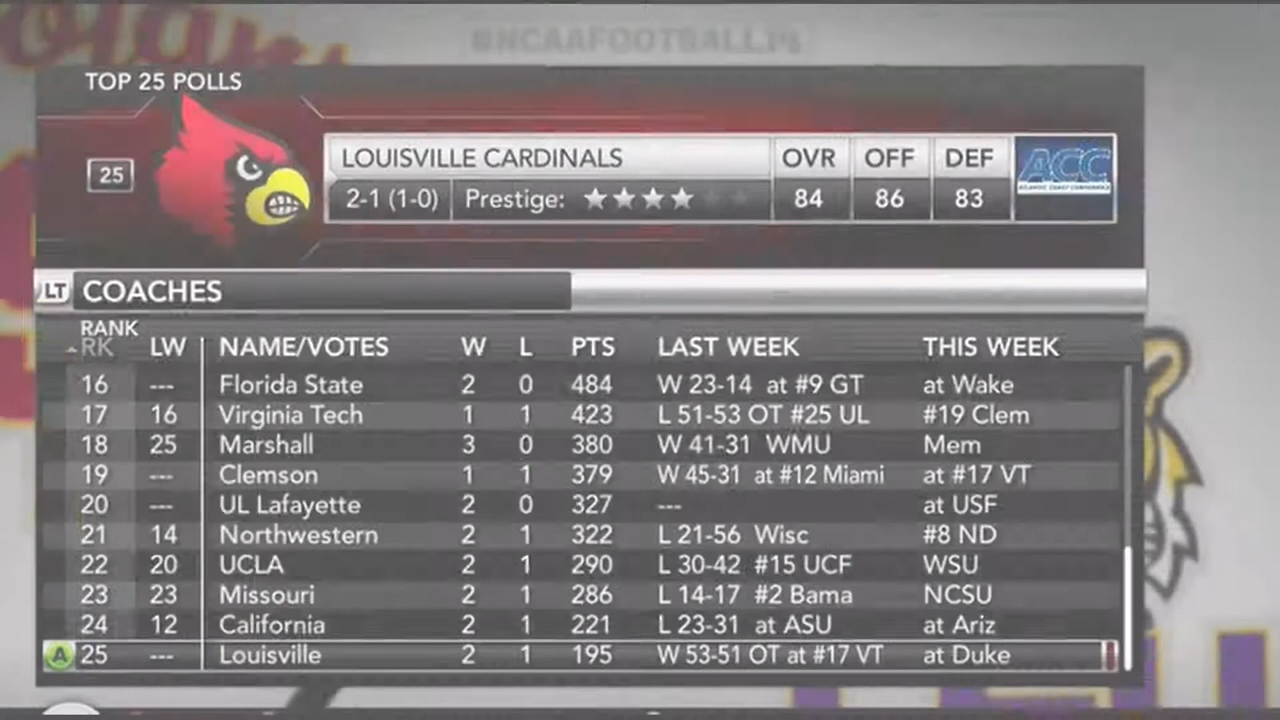 #NCAAFOOTBALL14
TOP 25 POLLS
25
LOUISVILLE CARDINALS OVR OFF DEF ACC
ATLANTIC COAST CONFERENCE
2-1 (1-0) Prestige: 84 86 83
LT COACHES
RANK
RK LW NAME/VOTES W L PTS LAST WEEK THIS WEEK
16 --- Florida State 2 0 484 W 23-14 at #9 GT at Wake
17 16 Virginia Tech 1 1 423 L 51-53 OT #25 UL #19 Clem
18 25 Marshall 3 0 380 W 41-31 WMU Mem
19 --- Clemson 1 1 379 W 45-31 at #12 Miami at #17 VT
20 --- UL Lafayette 2 0 327 --- at USF
21 14 Northwestern 2 1 322 L 21-56 Wisc #8 ND
22 20 UCLA 2 1 290 L 30-42 #15 UCF WSU
23 23 Missouri 2 1 286 L 14-17 #2 Bama NCSU
24 12 California 2 1 221 L 23-31 at ASU at Ariz
A 25 --- Louisville 2 1 195 W 53-51 OT at #17 VT at Duke